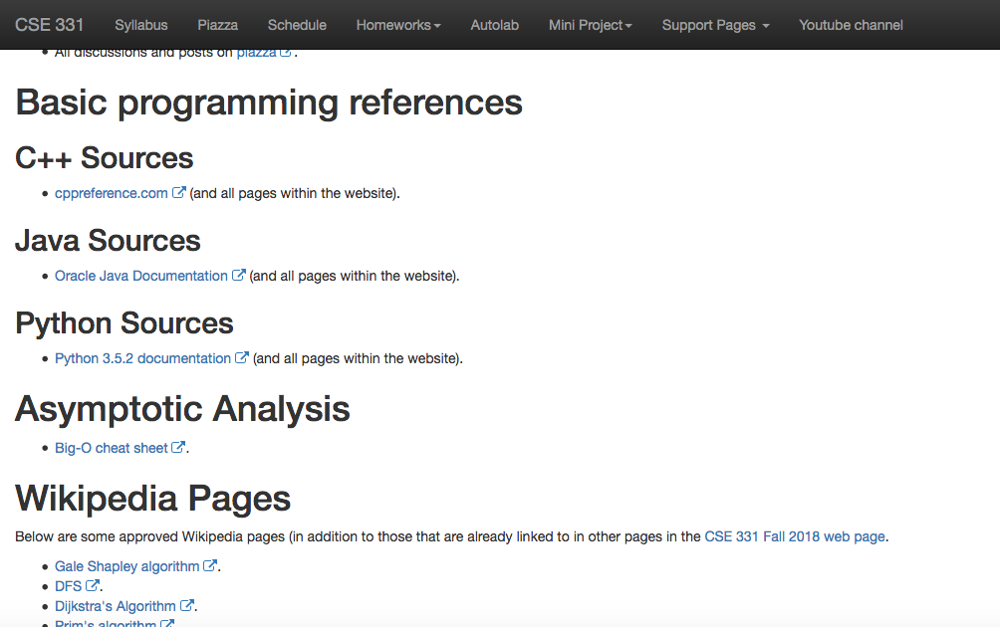 CSE 331 Syllabus Piazza Schedule Homeworks Autolab Mini Project Support Pages Youtube channel
• All discussions and posts on piazza.
Basic programming references
C++ Sources
• cppreference.com (and all pages within the website).
Java Sources
• Oracle Java Documentation (and all pages within the website).
Python Sources
• Python 3.5.2 documentation (and all pages within the website).
Asymptotic Analysis
• Big-O cheat sheet.
Wikipedia Pages
Below are some approved Wikipedia pages (in addition to those that are already linked to in other pages in the CSE 331 Fall 2018 web page.
• Gale Shapley algorithm.
• DFS.
• Dijkstra's Algorithm.
• Prim's algorithm